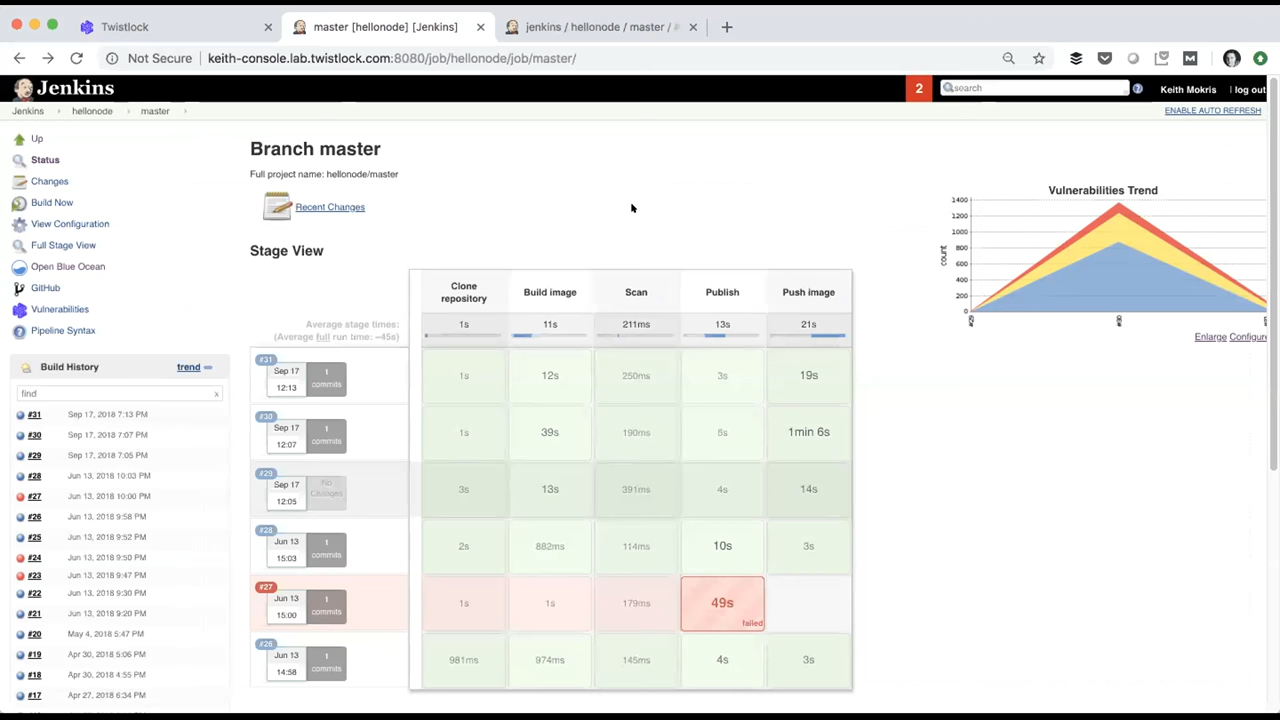 Twistlock
master [hellonode] [Jenkins]
jenkins / hellonode / master /
Not Secure
keith-console.lab.twistlock.com:8080/job/hellonode/job/master/
Jenkins
2
search
Keith Mokris
log out
Jenkins
hellonode
master
ENABLE AUTO REFRESH
Up
Status
Changes
Build Now
View Configuration
Full Stage View
Open Blue Ocean
GitHub
Vulnerabilities
Pipeline Syntax
Build History
trend
find
x
#31 Sep 17, 2018 7:13 PM
#30 Sep 17, 2018 7:07 PM
#29 Sep 17, 2018 7:05 PM
#28 Jun 13, 2018 10:03 PM
#27 Jun 13, 2018 10:00 PM
#26 Jun 13, 2018 9:58 PM
#25 Jun 13, 2018 9:52 PM
#24 Jun 13, 2018 9:50 PM
#23 Jun 13, 2018 9:47 PM
#22 Jun 13, 2018 9:38 PM
#21 Jun 13, 2018 9:20 PM
#20 May 4, 2018 5:47 PM
#19 Apr 30, 2018 5:06 PM
#18 Apr 30, 2018 4:55 PM
#17 Apr 27, 2018 6:34 PM
Branch master
Full project name: hellonode/master
Recent Changes
Stage View
Clone repository
Build image
Scan
Publish
Push image
Average stage times:
(Average full run time: ~45s)
1s 11s 211ms 13s 21s
#31
Sep 17 12:13
1 commits
1s 12s 250ms 3s 19s
#30
Sep 17 12:07
1 commits
1s 39s 190ms 5s 1min 6s
#29
Sep 17 12:05
No Changes
3s 13s 391ms 4s 14s
#28
Jun 13 15:03
1 commits
2s 882ms 114ms 10s 3s
#27
Jun 13 15:00
1 commits
1s 1s 179ms 49s
failed
#26
Jun 13 14:58
1 commits
981ms 974ms 145ms 4s 3s
Vulnerabilities Trend
count
1400
1200
1000
800
600
400
200
0
Enlarge
Configure